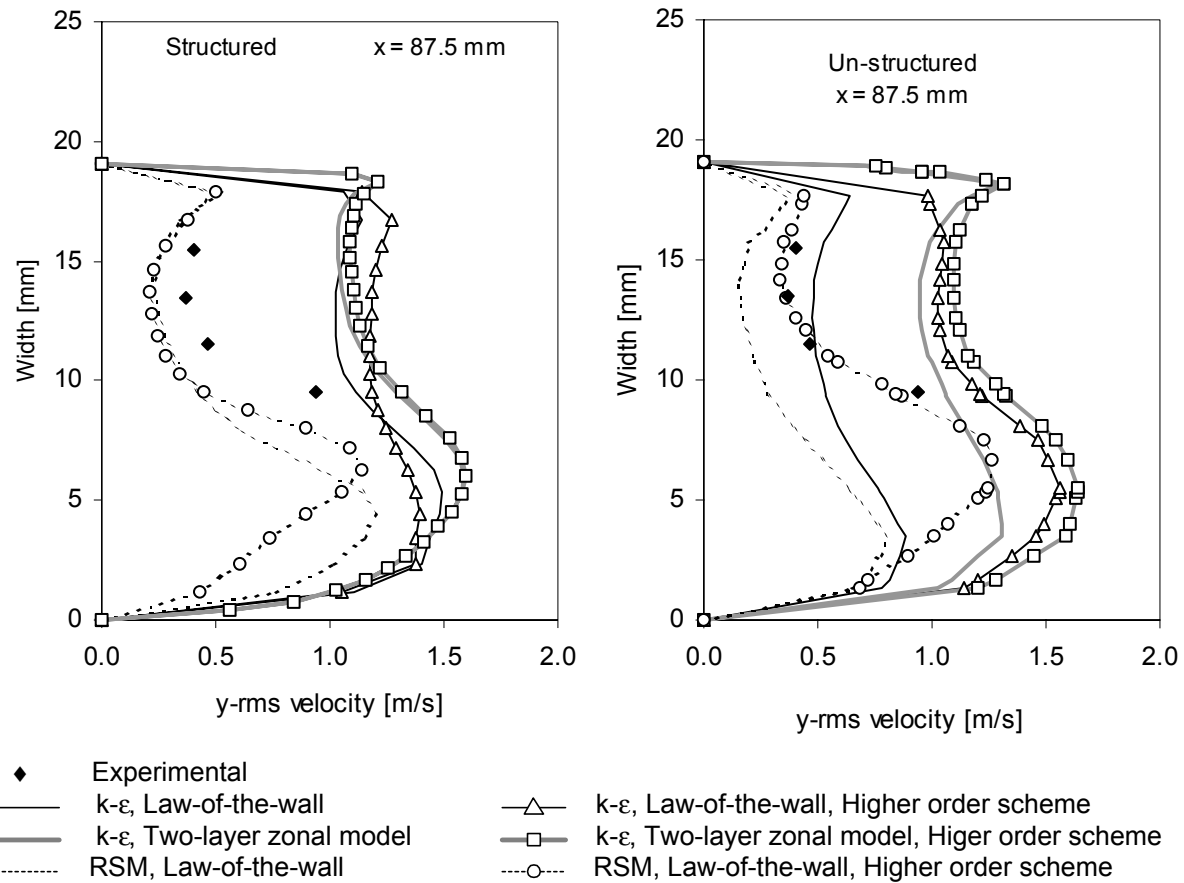 25
20
15
10
5
0
Width [mm]
Structured x = 87.5 mm
0.0 0.5 1.0 1.5 2.0
y-rms velocity [m/s]
25
20
15
10
5
0
Width [mm]
Un-structured
x = 87.5 mm
0.0 0.5 1.0 1.5 2.0
y-rms velocity [m/s]
Experimental
k-ε, Law-of-the-wall
k-ε, Two-layer zonal model
RSM, Law-of-the-wall
k-ε, Law-of-the-wall, Higher order scheme
k-ε, Two-layer zonal model, Higer order scheme
RSM, Law-of-the-wall, Higher order scheme